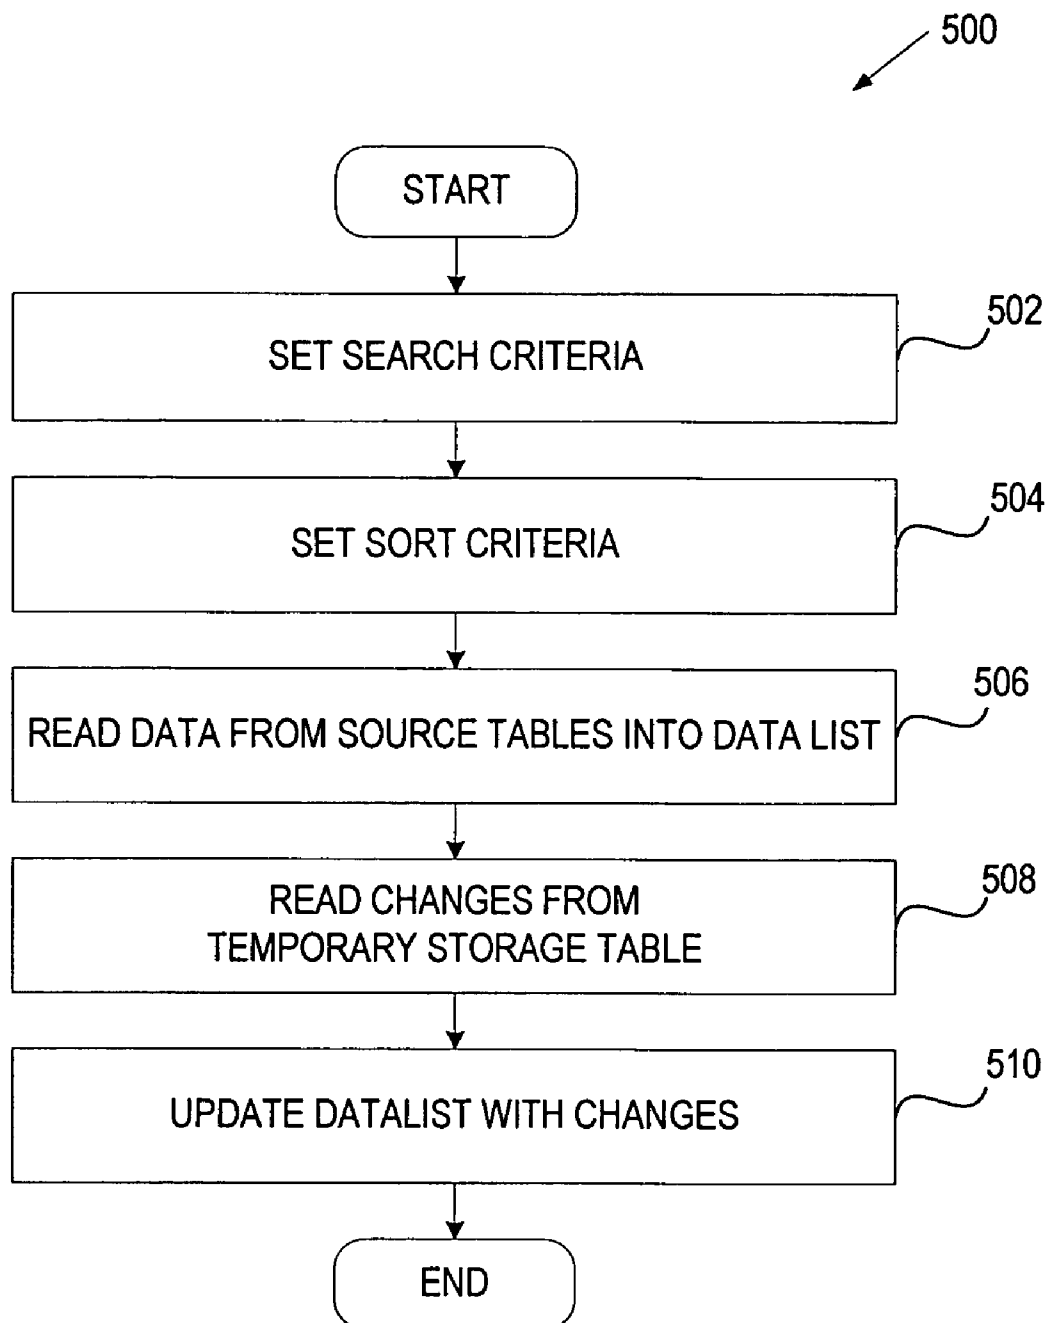 500
START
502
SET SEARCH CRITERIA
504
SET SORT CRITERIA
506
READ DATA FROM SOURCE TABLES INTO DATA LIST
508
READ CHANGES FROM
TEMPORARY STORAGE TABLE
510
UPDATE DATALIST WITH CHANGES
END